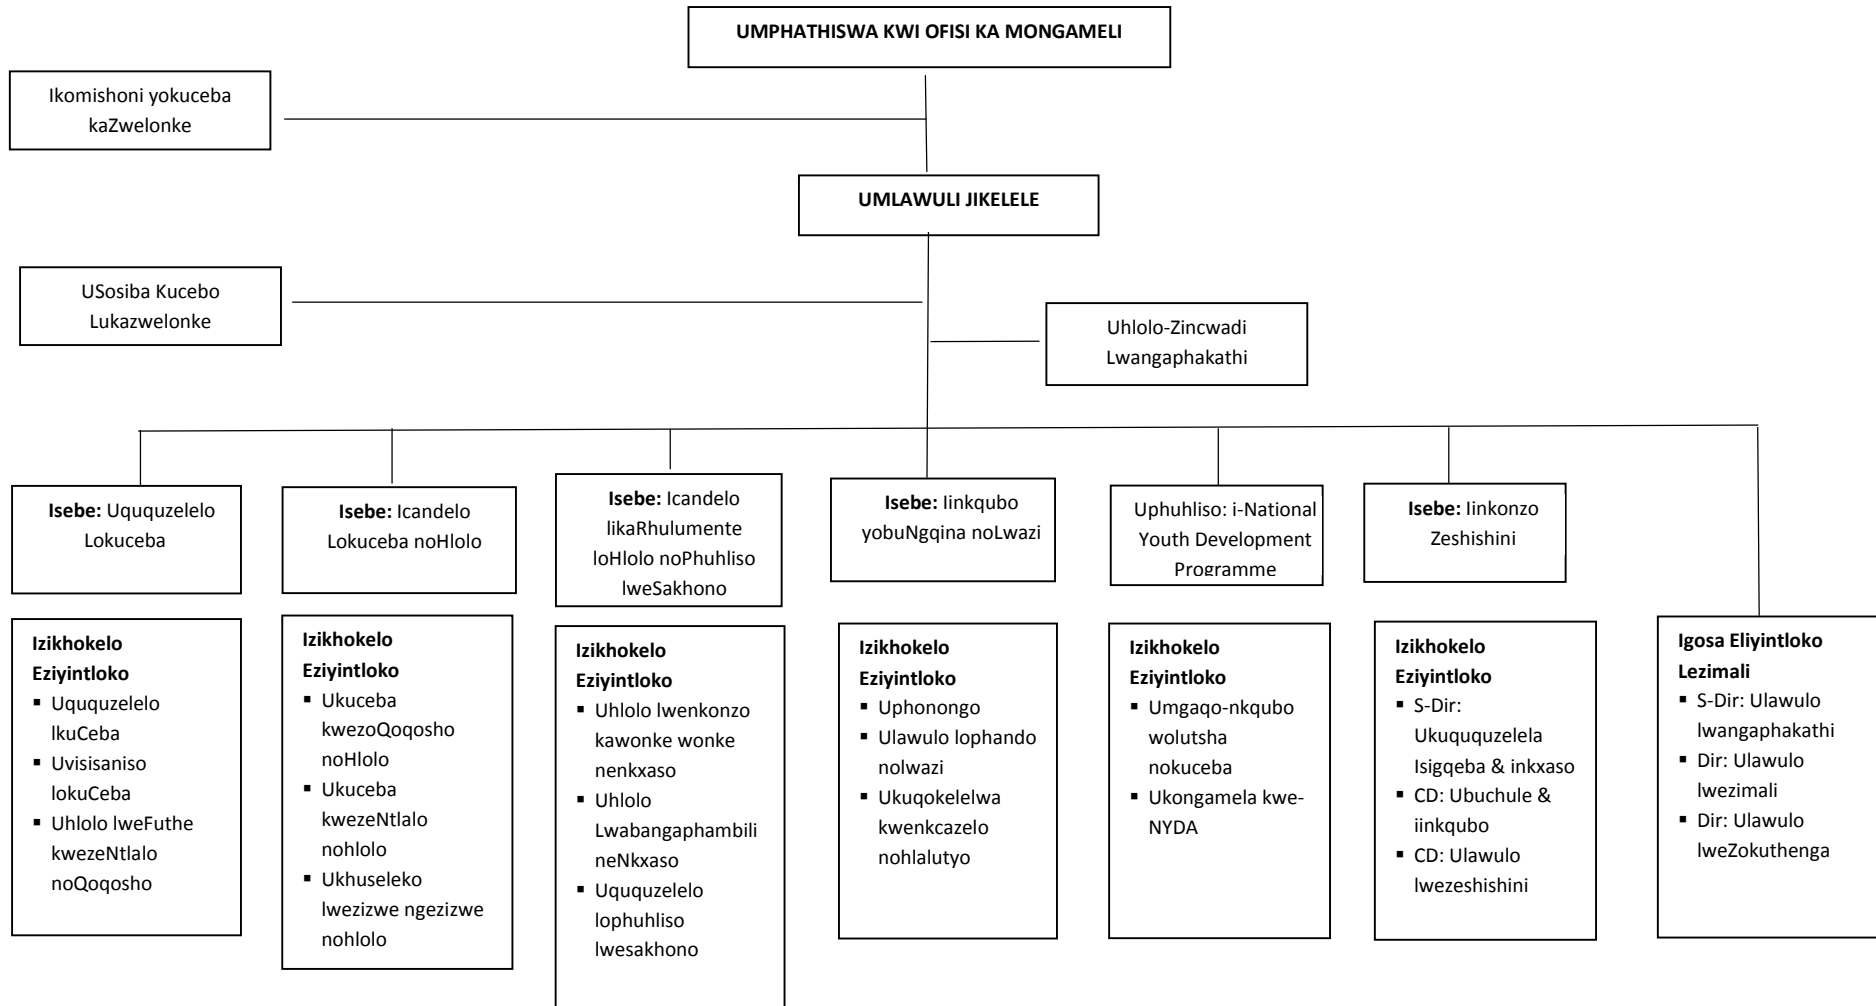 UMPHATHISWA KWI OFISI KA MONGAMELI
Ikomishoni yokuceba
kaZwelonke
UMLAWULI JIKELELE
USosiba Kucebo
Lukazwelonke
Uhlolo-Zincwadi
Lwangaphakathi
Isebe: Uququzelelo
Lokuceba
Isebe: Icandelo
Lokuceba noHlolo
Isebe: Icandelo
likaRhulumente
loHlolo noPhuhliso
lweSakhono
Isebe: Iinkqubo
yobuNgqina noLwazi
Uphuhliso: i-National
Youth Development
Programme
Isebe: Iinkonzo
Zeshishini
Izikhokelo
Eziyintloko
▪ Uququzelelo
lkuCeba
▪ Uvisisaniso
lokuCeba
▪ Uhlolo lweFuthe
kwezeNtlalo
noQoqosho
Izikhokelo
Eziyintloko
▪ Ukuceba
kwezoQoqosho
noHlolo
▪ Ukuceba
kwezeNtlalo
nohlolo
▪ Ukhuseleko
lwezizwe ngezizwe
nohlolo
Izikhokelo
Eziyintloko
▪ Uhlolo lwenkonzo
kawonke wonke
nenkxaso
▪ Uhlolo
Lwabangaphambili
neNkxaso
▪ Uququzelelo
lophuhliso
lwesakhono
Izikhokelo
Eziyintloko
▪ Uphonongo
▪ Ulawulo lophando
nolwazi
▪ Ukuqokelelwa
kwenkcazelo
nohlalutyo
Izikhokelo
Eziyintloko
▪ Umgaqo-nkqubo
wolutsha
nokuceba
▪ Ukongamela kwe-
NYDA
Izikhokelo
Eziyintloko
▪ S-Dir:
Ukuququzelela
Isigqeba & inkxaso
▪ CD: Ubuchule &
iinkqubo
▪ CD: Ulawulo
lwezeshishini
Igosa Eliyintloko
Lezimali
▪ S-Dir: Ulawulo
lwangaphakathi
▪ Dir: Ulawulo
lwezimali
▪ Dir: Ulawulo
lweZokuthenga